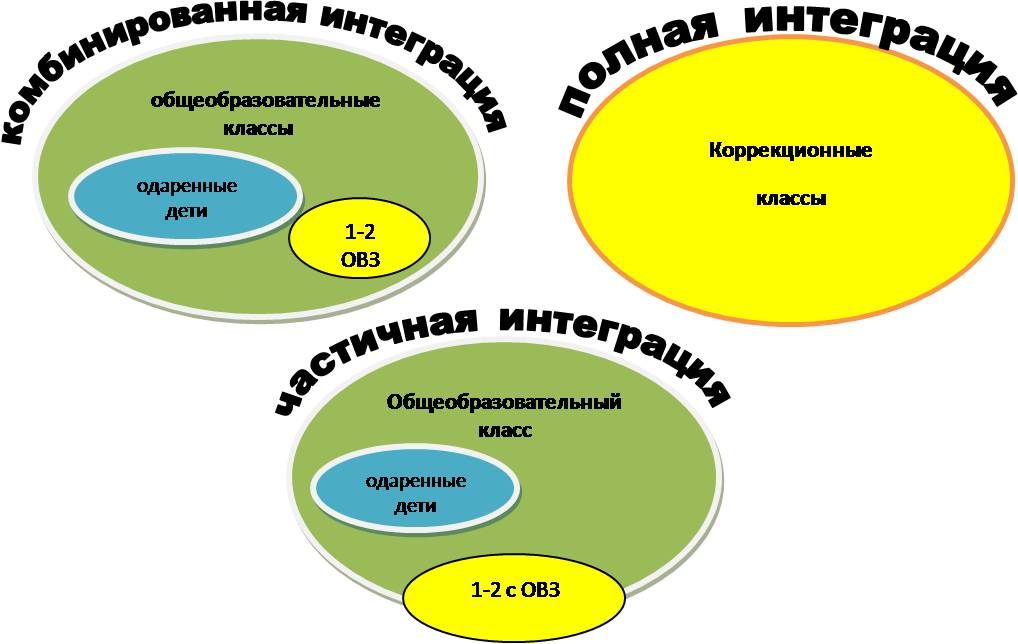 комбинированная интеграция
общеобразовательные
классы
одаренные
дети
1-2
ОВЗ
полная интеграция
Коррекционные
классы
частичная интеграция
Общеобразовательный
класс
одаренные
дети
1-2 с ОВЗ